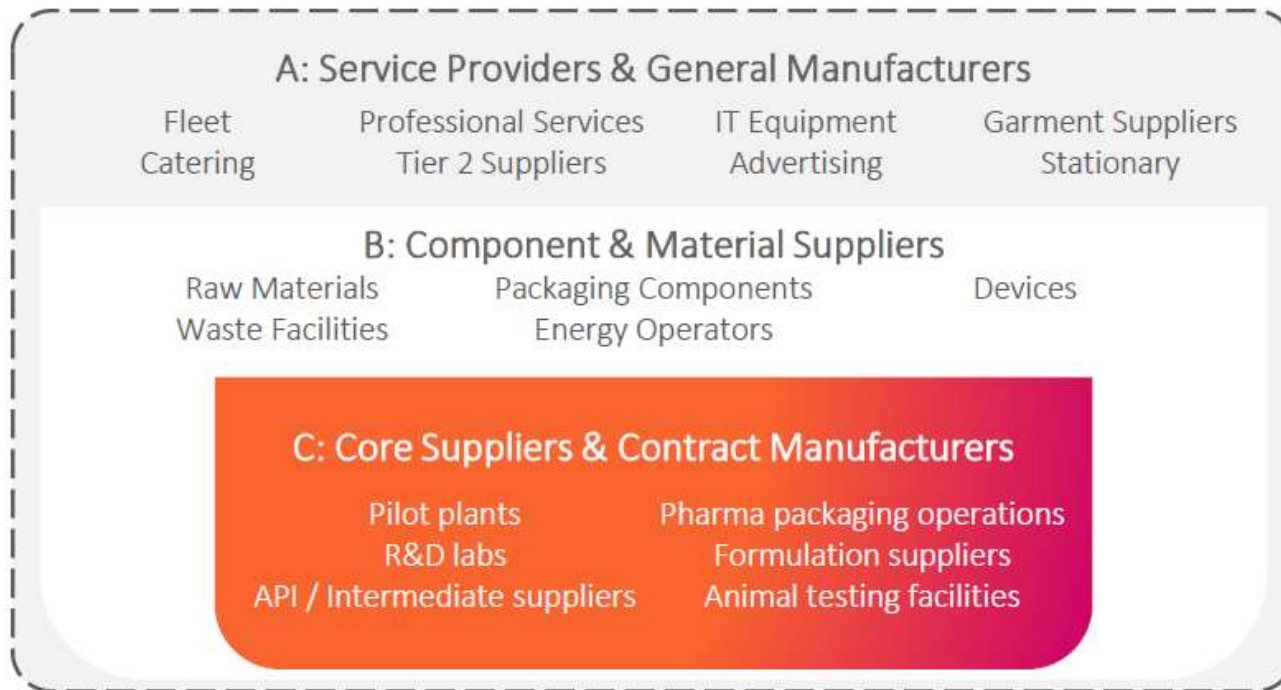 A: Service Providers & General Manufacturers
Fleet Professional Services IT Equipment Garment Suppliers
Catering Tier 2 Suppliers Advertising Stationary
B: Component & Material Suppliers
Raw Materials Packaging Components Devices
Waste Facilities Energy Operators
C: Core Suppliers & Contract Manufacturers
Pilot plants Pharma packaging operations
R&D labs Formulation suppliers
API / Intermediate suppliers Animal testing facilities